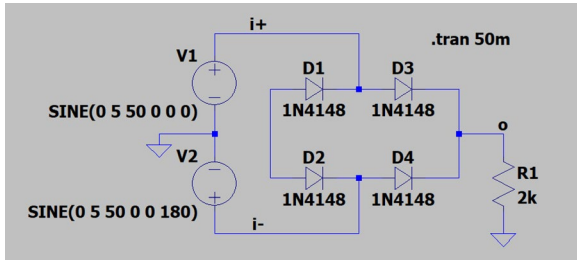 i+
.tran 50m
V1
D1
D3
1N4148
1N4148
SINE(0 5 50 0 0 0)
o
V2
D2
D4
R1
1N4148
1N4148
2k
SINE(0 5 50 0 0 180)
i-